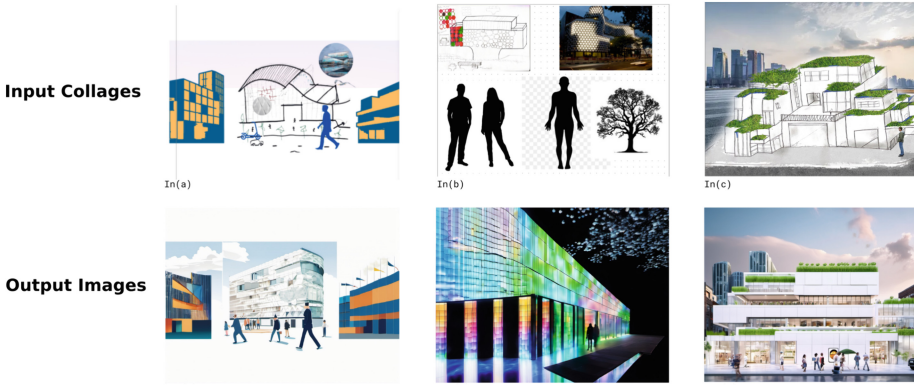 Input Collages
In(a)
In(b)
In(c)
Output Images